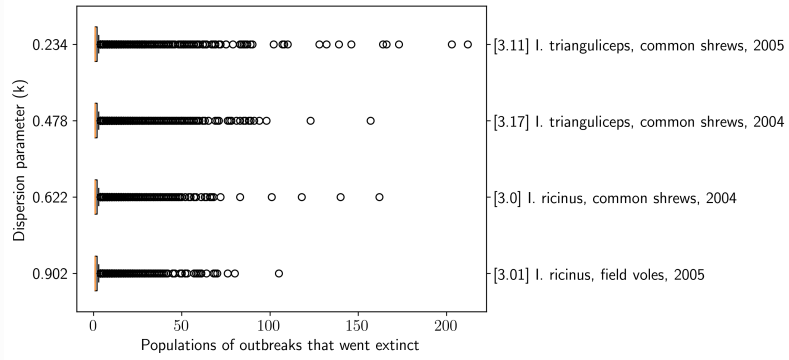 0.234
[3.11] I. trianguliceps, common shrews, 2005
0.478
[3.17] I. trianguliceps, common shrews, 2004
0.622
[3.0] I. ricinus, common shrews, 2004
0.902
[3.01] I. ricinus, field voles, 2005
Dispersion parameter (k)
0 50 100 150 200
Populations of outbreaks that went extinct